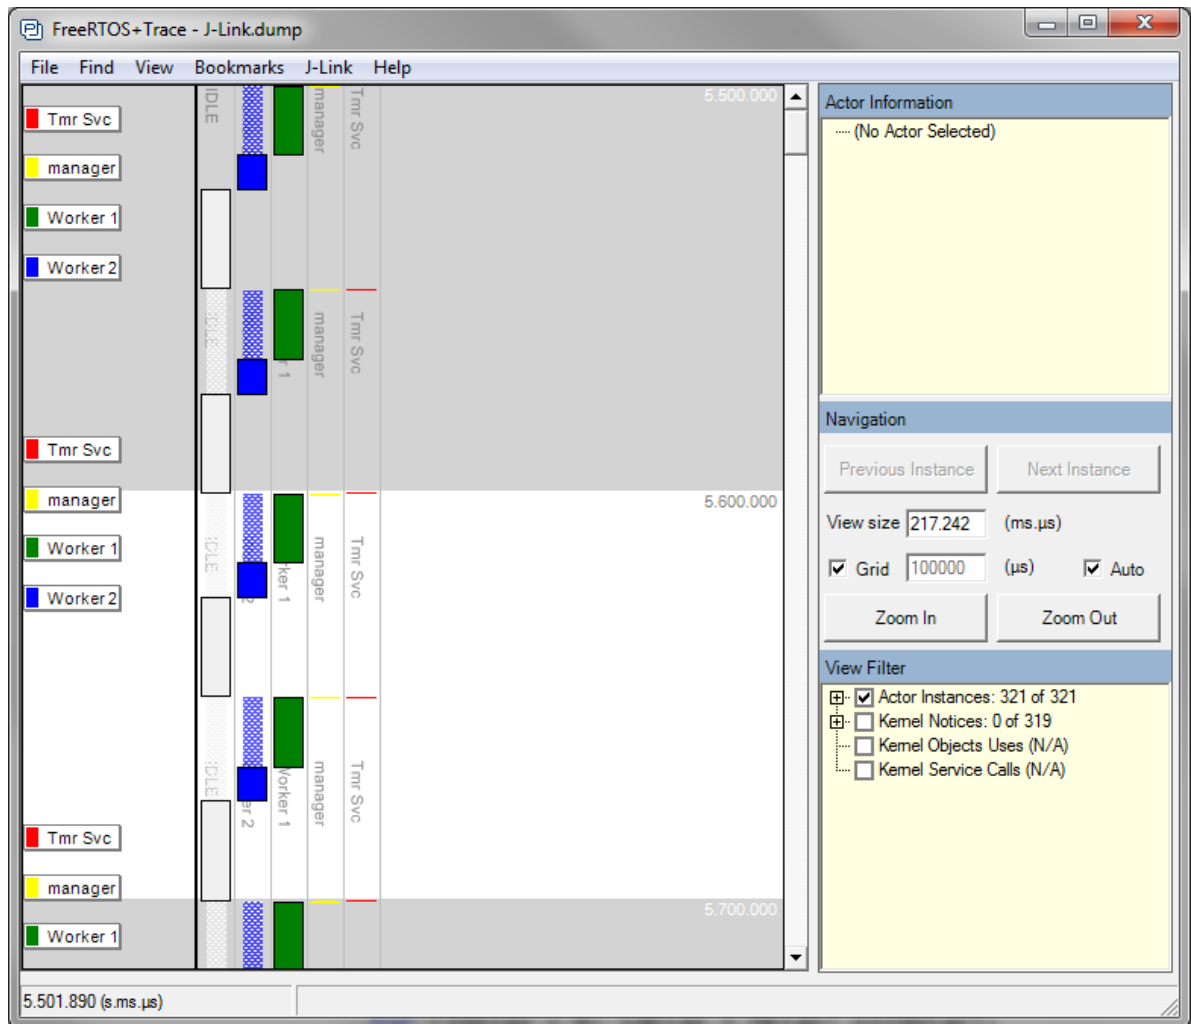 FreeRTOS+Trace - J-Link.dump
File Find View Bookmarks J-Link Help
Tmr Svc
manager
Worker 1
Worker 2
IDLE
manager
Tmr Svc
5.500.000
IDLE
manager
Tmr Svc
Tmr Svc
manager
Worker 1
Worker 2
IDLE
manager
Tmr Svc
5.600.000
IDLE
Worker 1
manager
Tmr Svc
Tmr Svc
manager
Worker 1
5.700.000
Actor Information
(No Actor Selected)
Navigation
Previous Instance Next Instance
View size 217.242 (ms.µs)
Grid 100000 (µs) Auto
Zoom In Zoom Out
View Filter
Actor Instances: 321 of 321
Kernel Notices: 0 of 319
Kernel Objects Uses (N/A)
Kernel Service Calls (N/A)
5.501.890 (s.ms.µs)